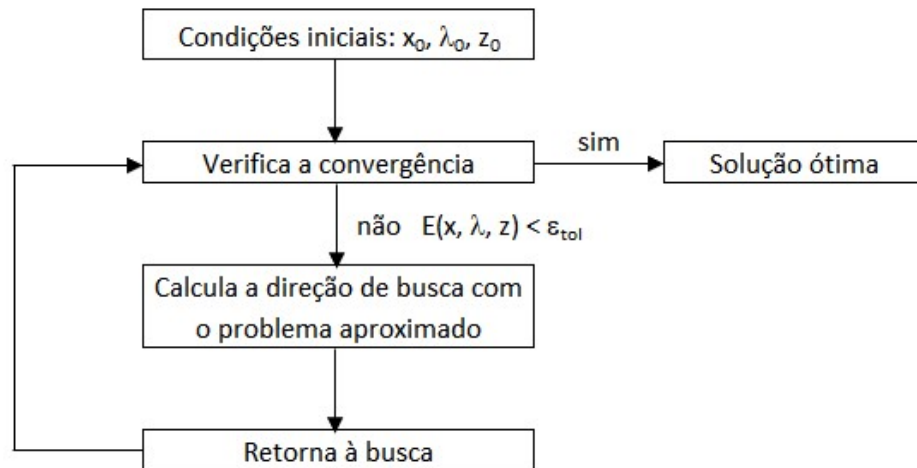 Condições iniciais: x₀, λ₀, z₀
Verifica a convergência
sim
Solução ótima
não E(x, λ, z) < εtol
Calcula a direção de busca com
o problema aproximado
Retorna à busca